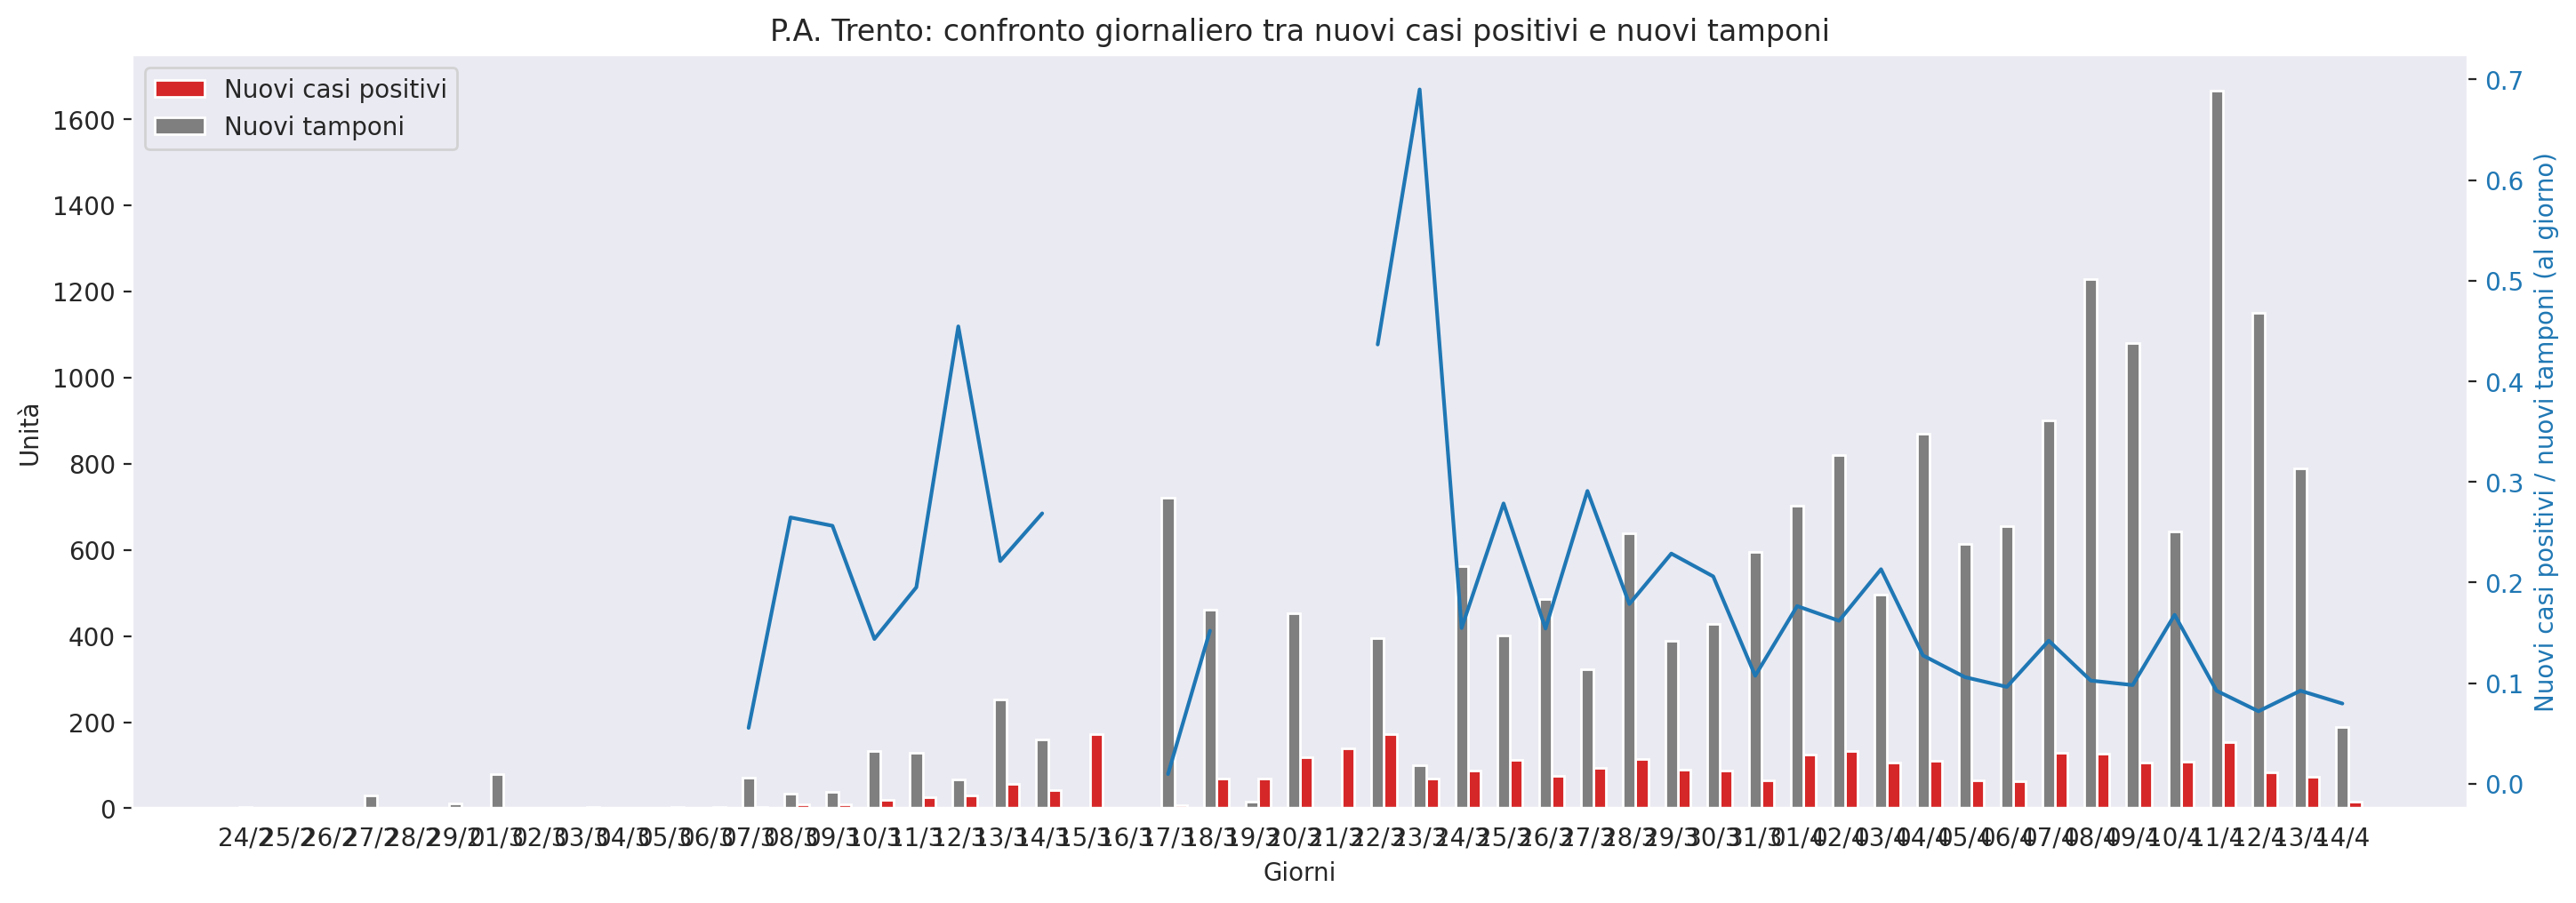 P.A. Trento: confronto giornaliero tra nuovi casi positivi e nuovi tamponi
Nuovi casi positivi
Nuovi tamponi
1600
1400
1200
1000
800
600
400
200
0
Unità
0.7
0.6
0.5
0.4
0.3
0.2
0.1
0.0
Nuovi casi positivi / nuovi tamponi (al giorno)
24/2 25/2 26/2 27/2 28/2 29/2 01/3 02/3 03/3 04/3 05/3 06/3 07/3 08/3 09/3 10/3 11/3 12/3 13/3 14/3 15/3 16/3 17/3 18/3 19/3 20/3 21/3 22/3 23/3 24/3 25/3 26/3 27/3 28/3 29/3 30/3 31/3 01/4 02/4 03/4 04/4 05/4 06/4 07/4 08/4 09/4 10/4 11/4 12/4 13/4 14/4
Giorni